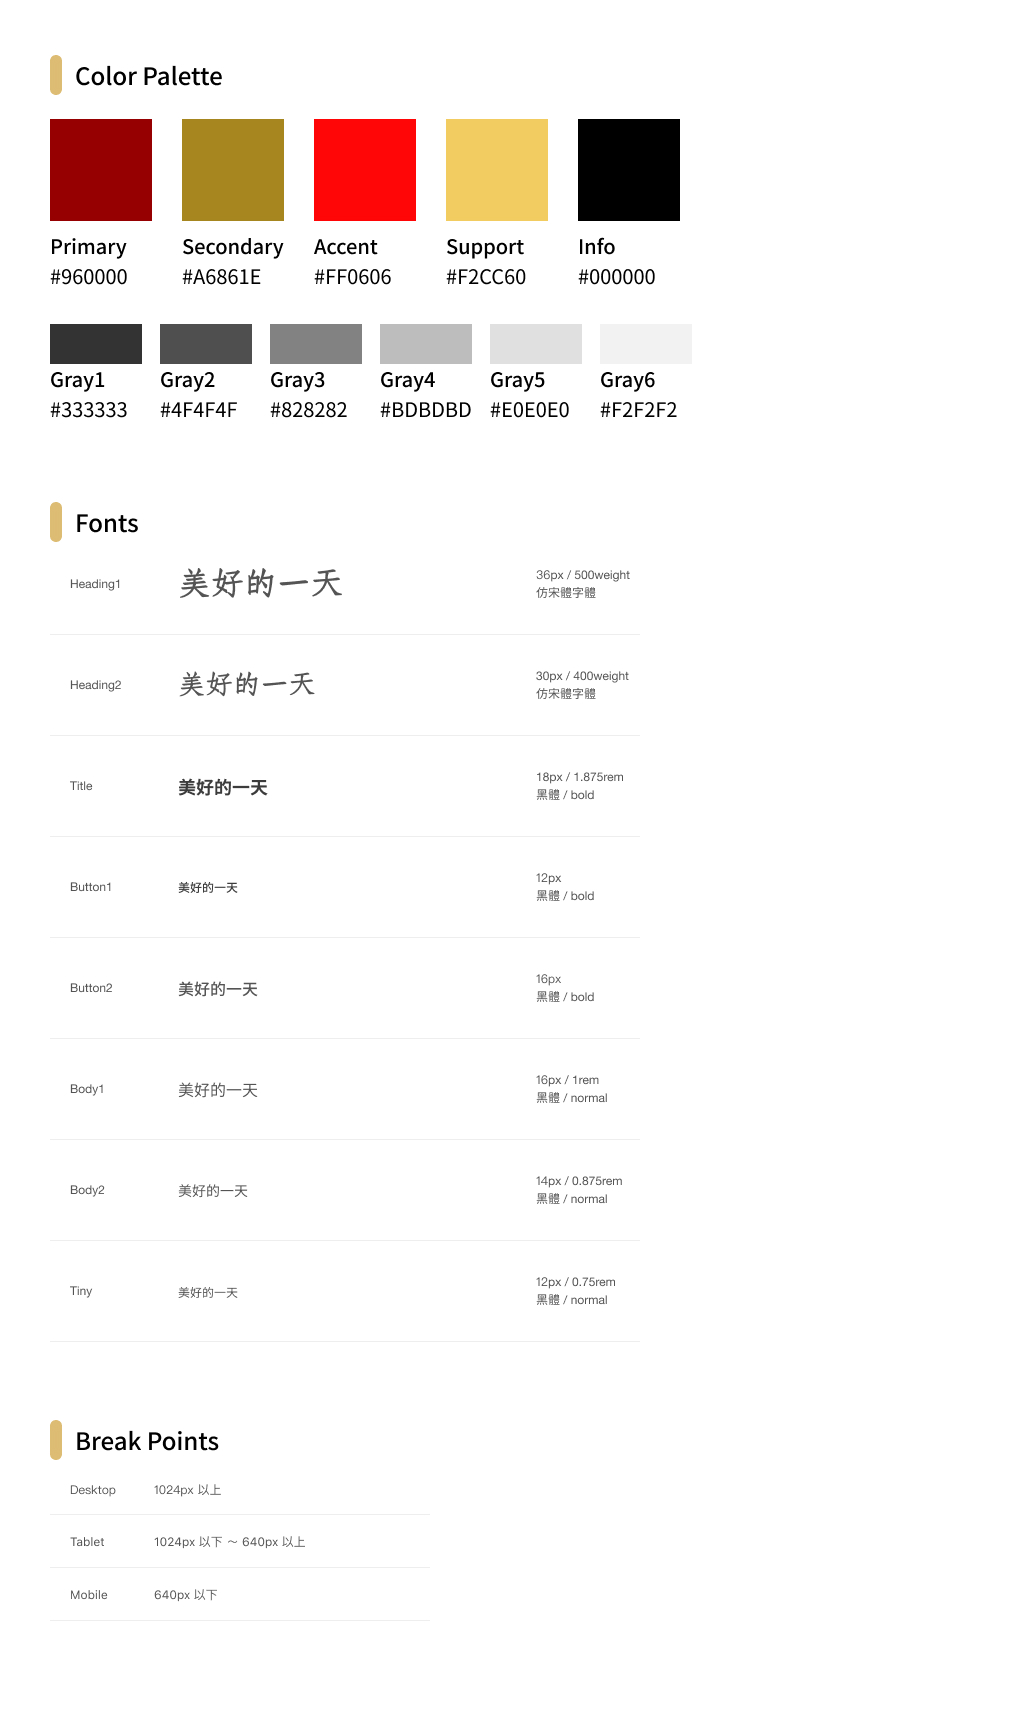 Color Palette
Primary Secondary Accent Support Info
#960000 #A6861E #FF0606 #F2CC60 #000000
Gray1 Gray2 Gray3 Gray4 Gray5 Gray6
#333333 #4F4F4F #828282 #BDBDBD #E0E0E0 #F2F2F2
Fonts
Heading1 美好的一天 36px / 500weight
仿宋體字體
Heading2 美好的一天 30px / 400weight
仿宋體字體
Title 美好的一天 18px / 1.875rem
黑體 / bold
Button1 美好的一天 12px
黑體 / bold
Button2 美好的一天 16px
黑體 / bold
Body1 美好的一天 16px / 1rem
黑體 / normal
Body2 美好的一天 14px / 0.875rem
黑體 / normal
Tiny 美好的一天 12px / 0.75rem
黑體 / normal
Break Points
Desktop 1024px 以上
Tablet 1024px 以下 ～ 640px 以上
Mobile 640px 以下